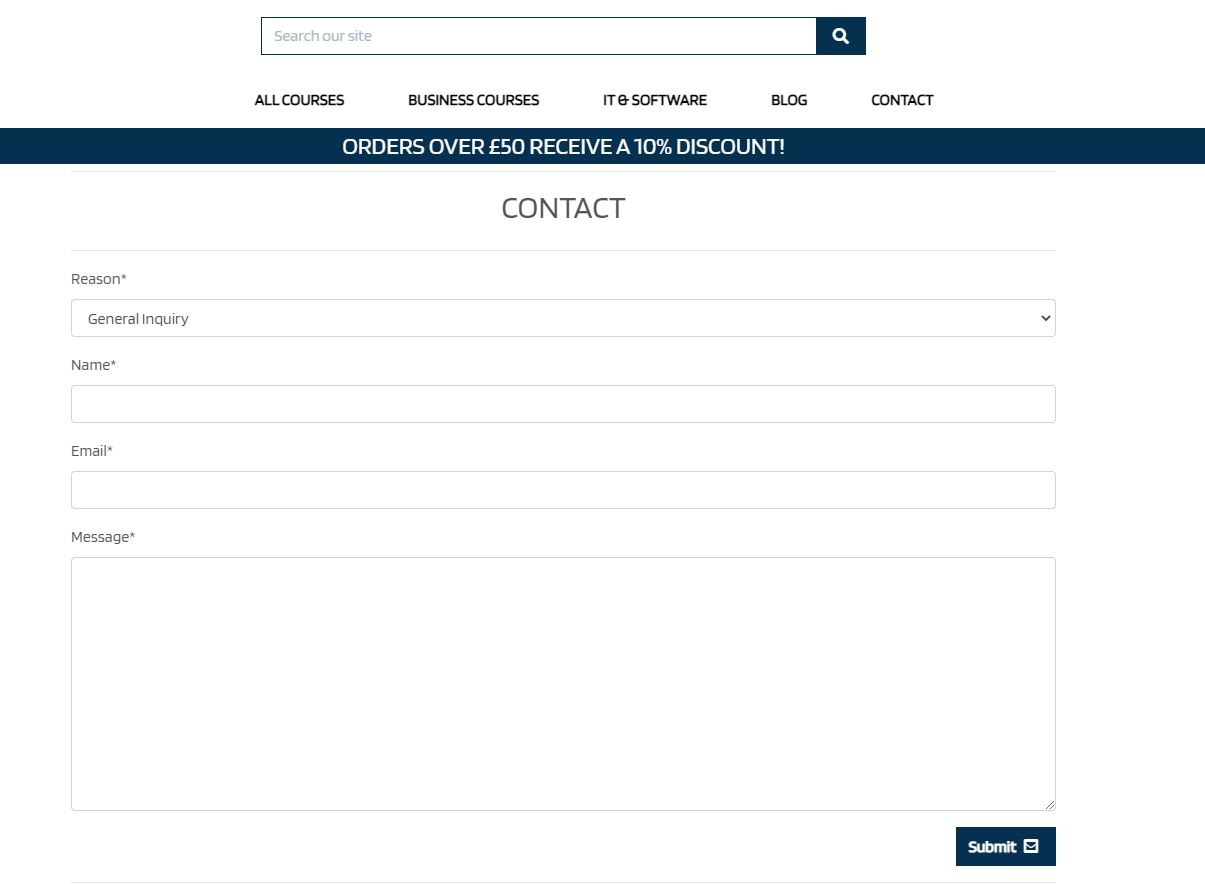 Search our site
ALL COURSES BUSINESS COURSES IT & SOFTWARE BLOG CONTACT
ORDERS OVER £50 RECEIVE A 10% DISCOUNT!
CONTACT
Reason*
General Inquiry
Name*
Email*
Message*
Submit